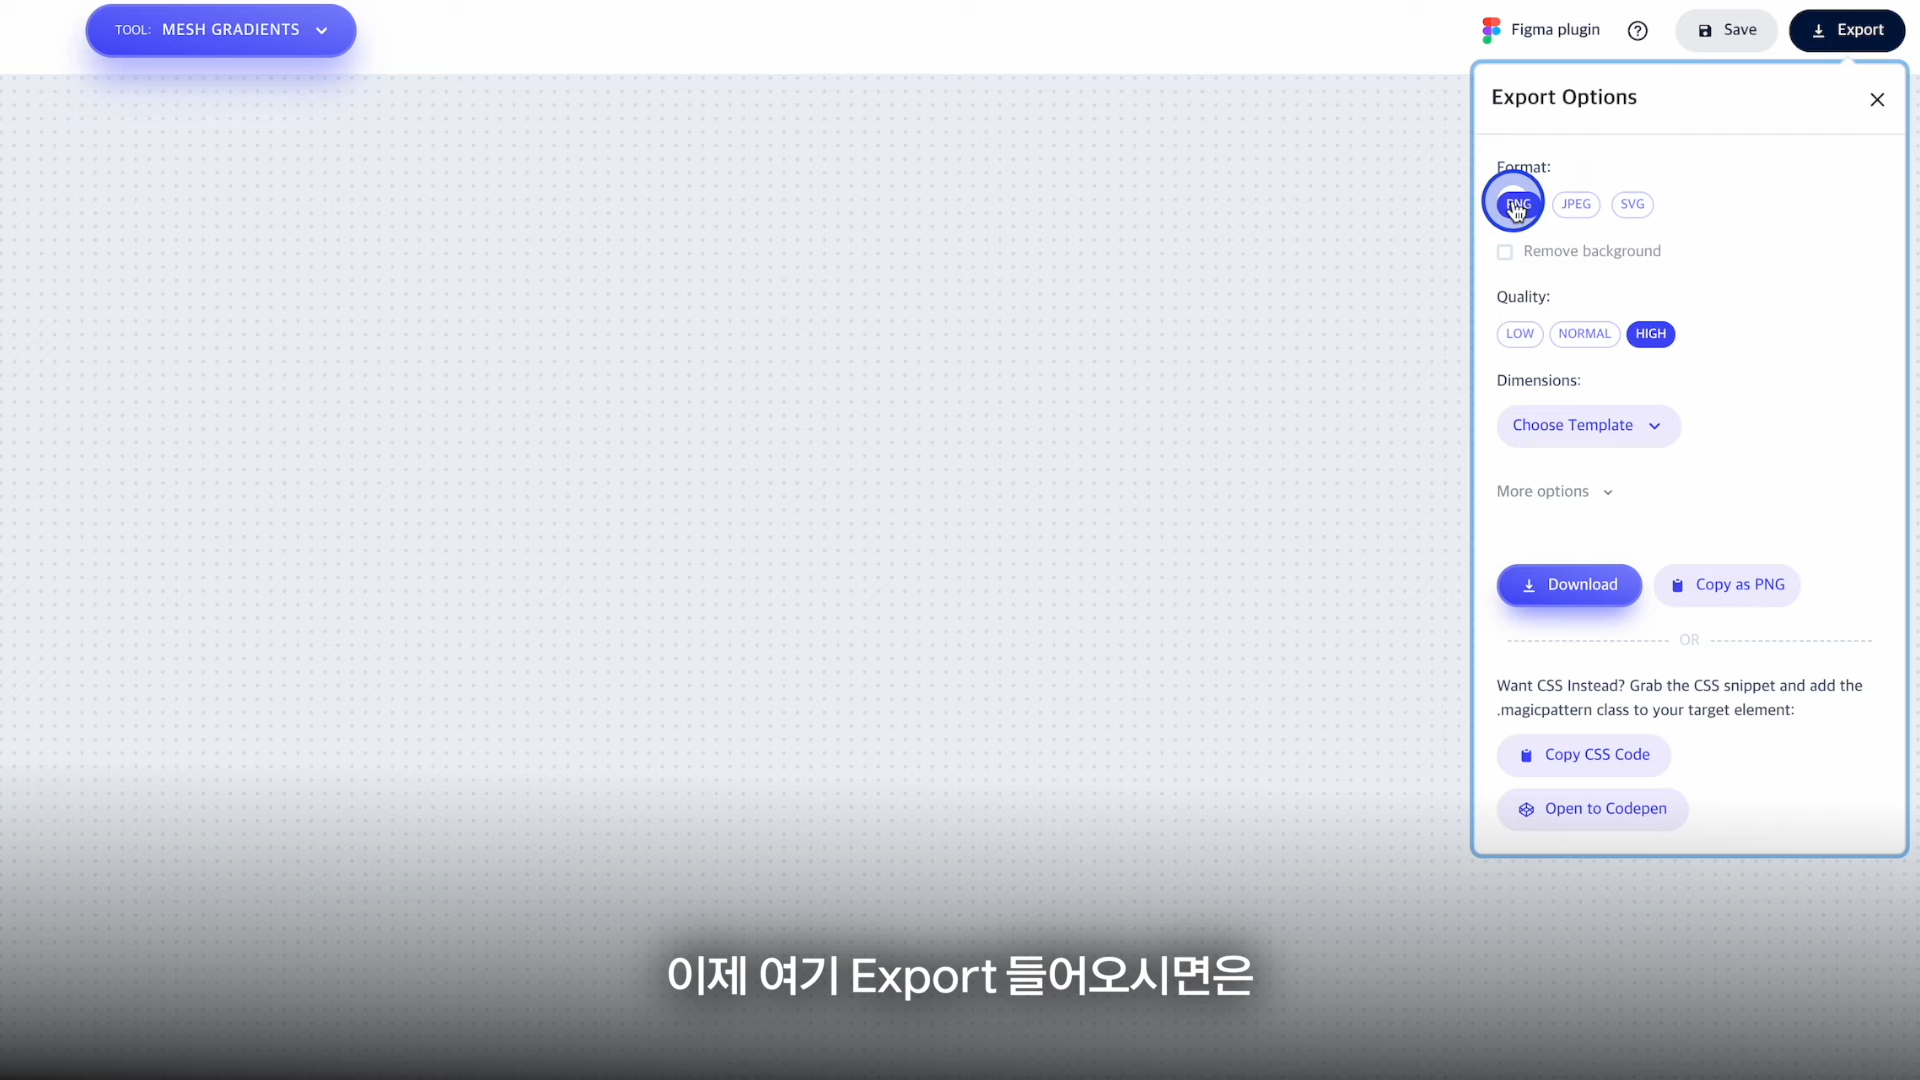 TOOL: MESH GRADIENTS
Figma plugin
Save
Export
Export Options
Format:
PNG JPEG SVG
Remove background
Quality:
LOW NORMAL HIGH
Dimensions:
Choose Template
More options
Download Copy as PNG
OR
Want CSS Instead? Grab the CSS snippet and add the
.magicpattern class to your target element:
Copy CSS Code
Open to Codepen
이제 여기 Export 들어오시면은